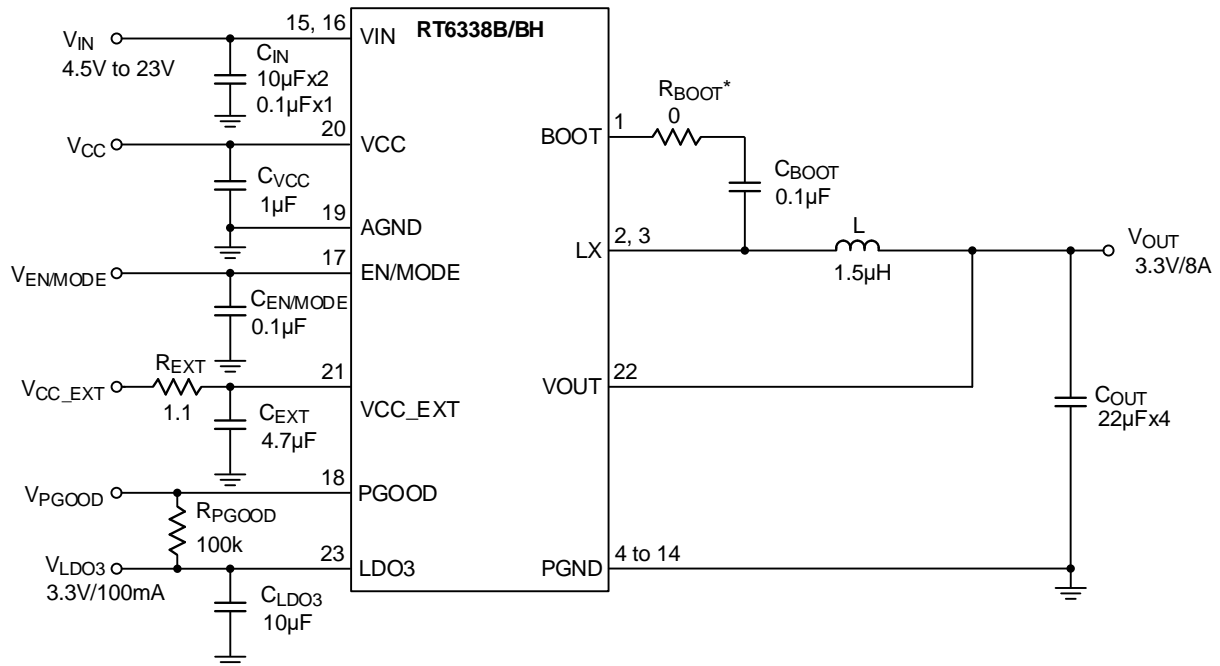 RT6338B/BH
VIN
4.5V to 23V
15, 16
VIN
CIN
10µFx2
0.1µFx1
VCC
20
VCC
CVCC
1µF
19
AGND
VEN/MODE
17
EN/MODE
CEN/MODE
0.1µF
VCC_EXT
REXT
1.1
21
VCC_EXT
CEXT
4.7µF
VPGOOD
18
PGOOD
RPGOOD
100k
VLDO3
3.3V/100mA
23
LDO3
CLDO3
10µF
BOOT
1
RBOOT*
0
CBOOT
0.1µF
LX
2, 3
L
1.5µH
VOUT
3.3V/8A
VOUT
22
COUT
22µFx4
PGND
4 to 14